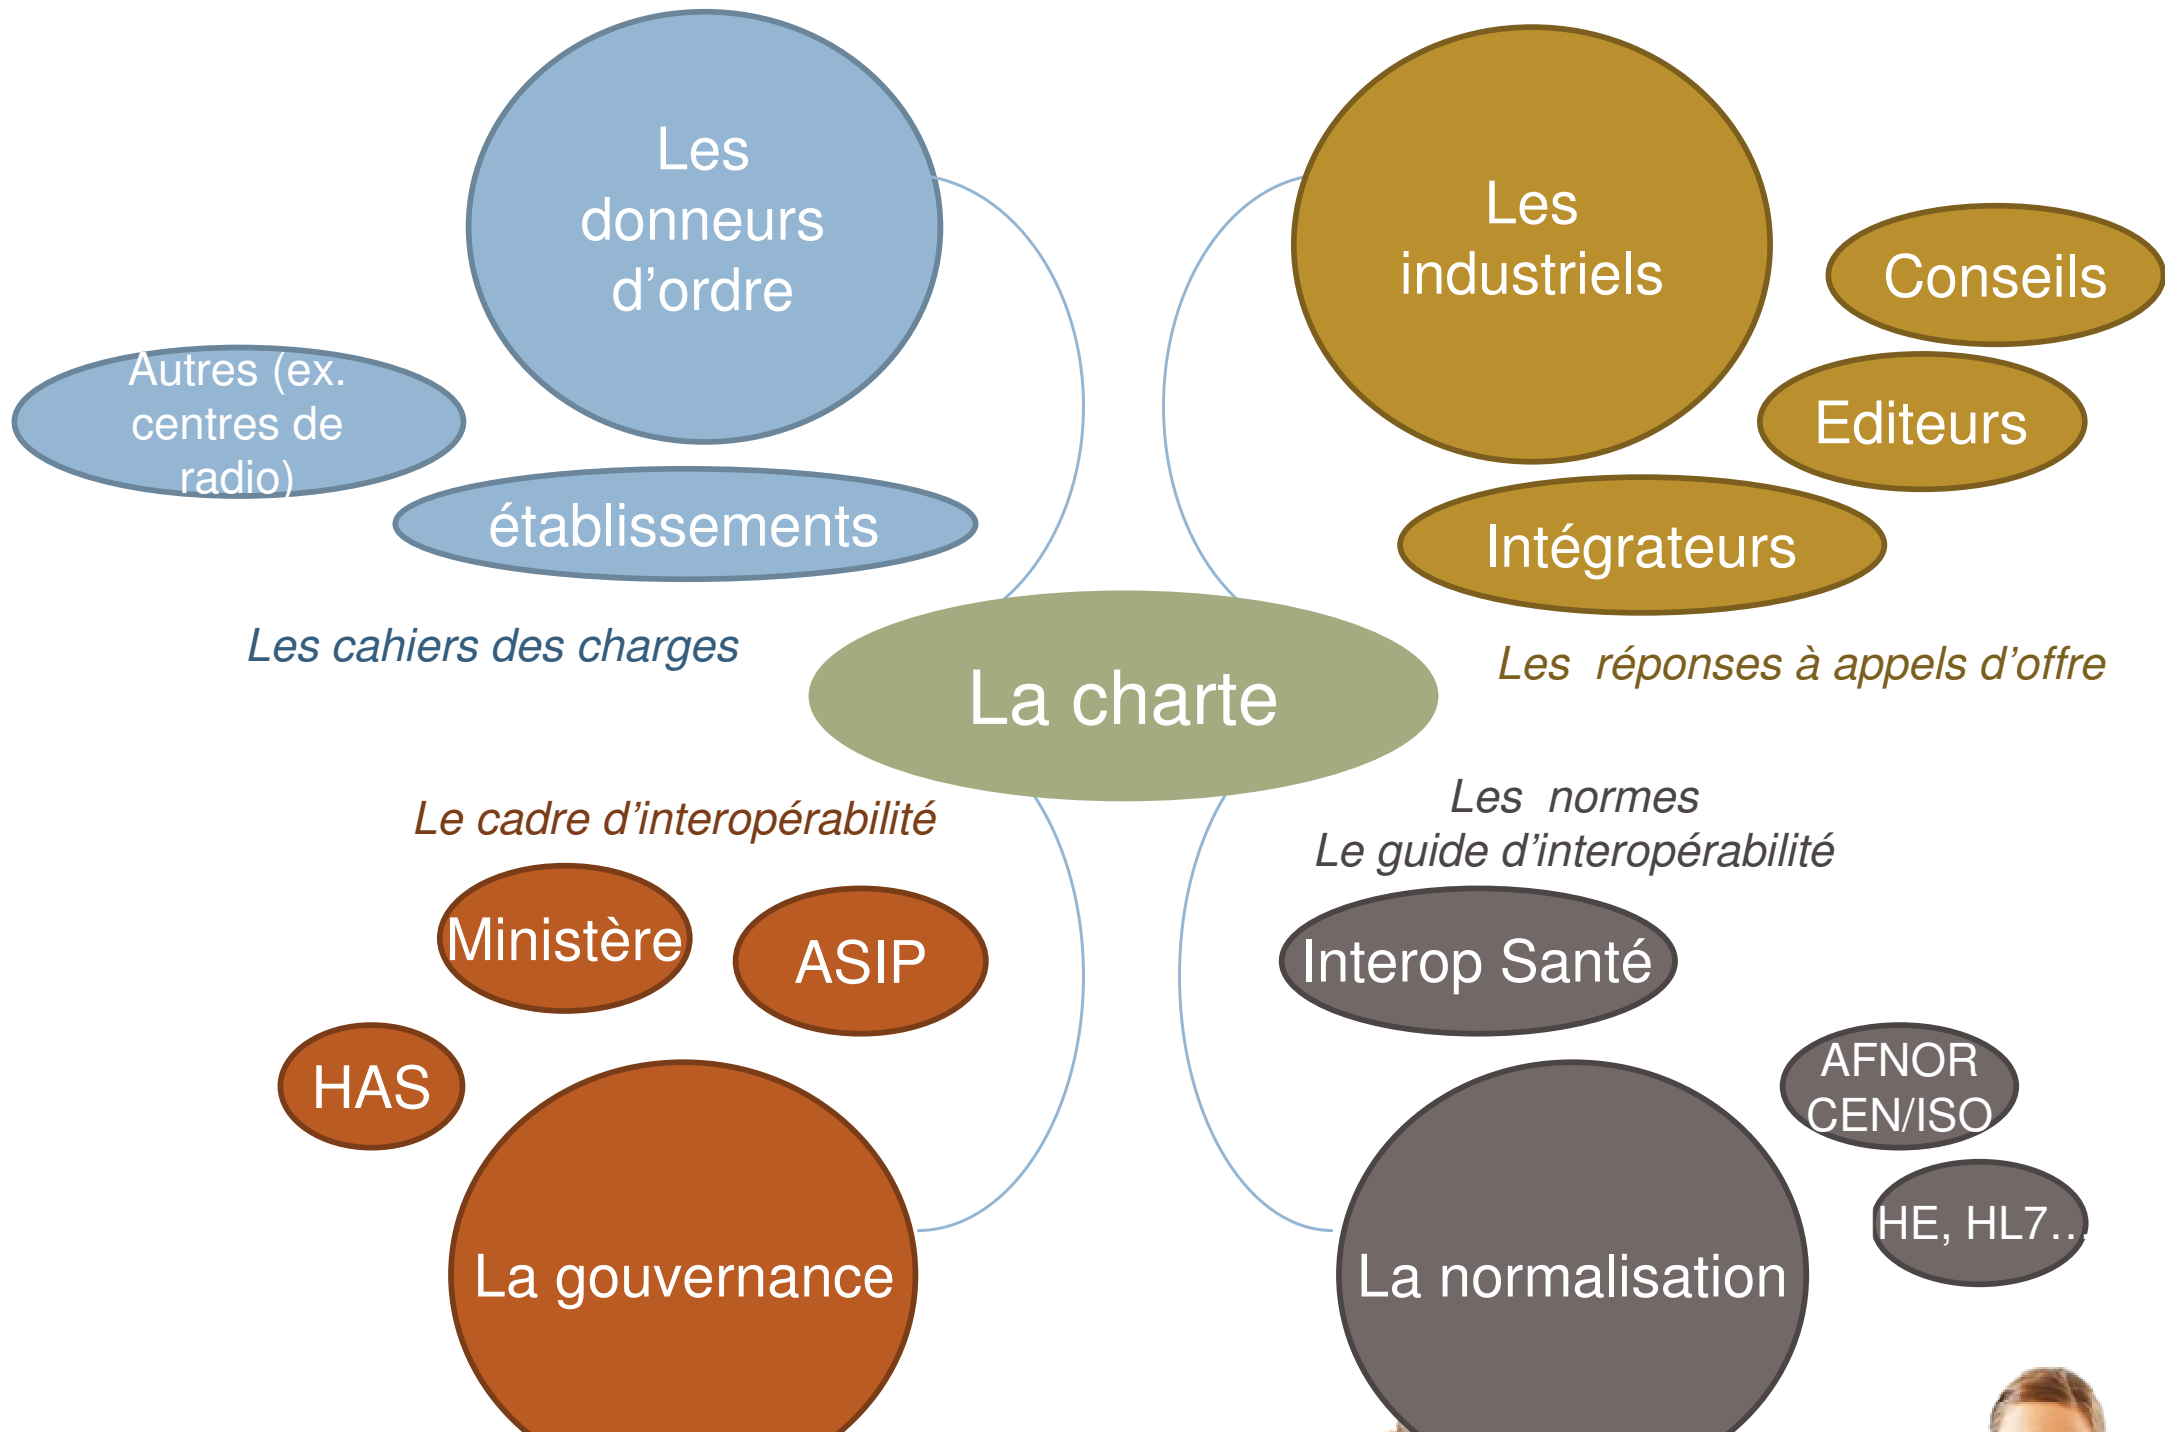 Les
donneurs
d’ordre
Autres (ex.
centres de
radio)
établissements
Les cahiers des charges
Les
industriels
Conseils
Editeurs
Intégrateurs
Les réponses à appels d’offre
La charte
Le cadre d’interopérabilité
Ministère
ASIP
HAS
La gouvernance
Les normes
Le guide d’interopérabilité
Interop Santé
AFNOR
CEN/ISO
HE, HL7…
La normalisation